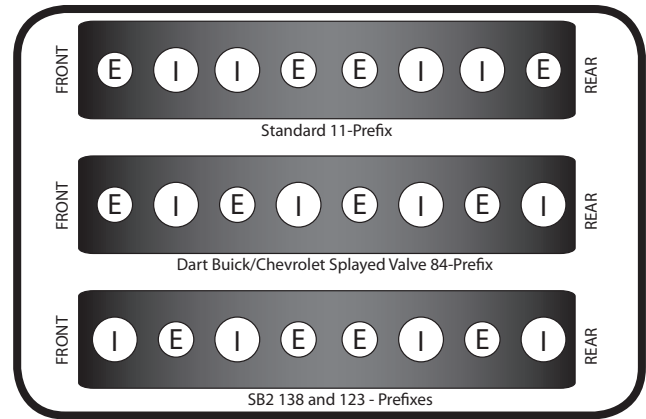 FRONT E I I E E I I E REAR
Standard 11-Prefix
FRONT E I E I E I E I REAR
Dart Buick/Chevrolet Splayed Valve 84-Prefix
FRONT I E I E E I E I REAR
SB2 138 and 123 - Prefixes